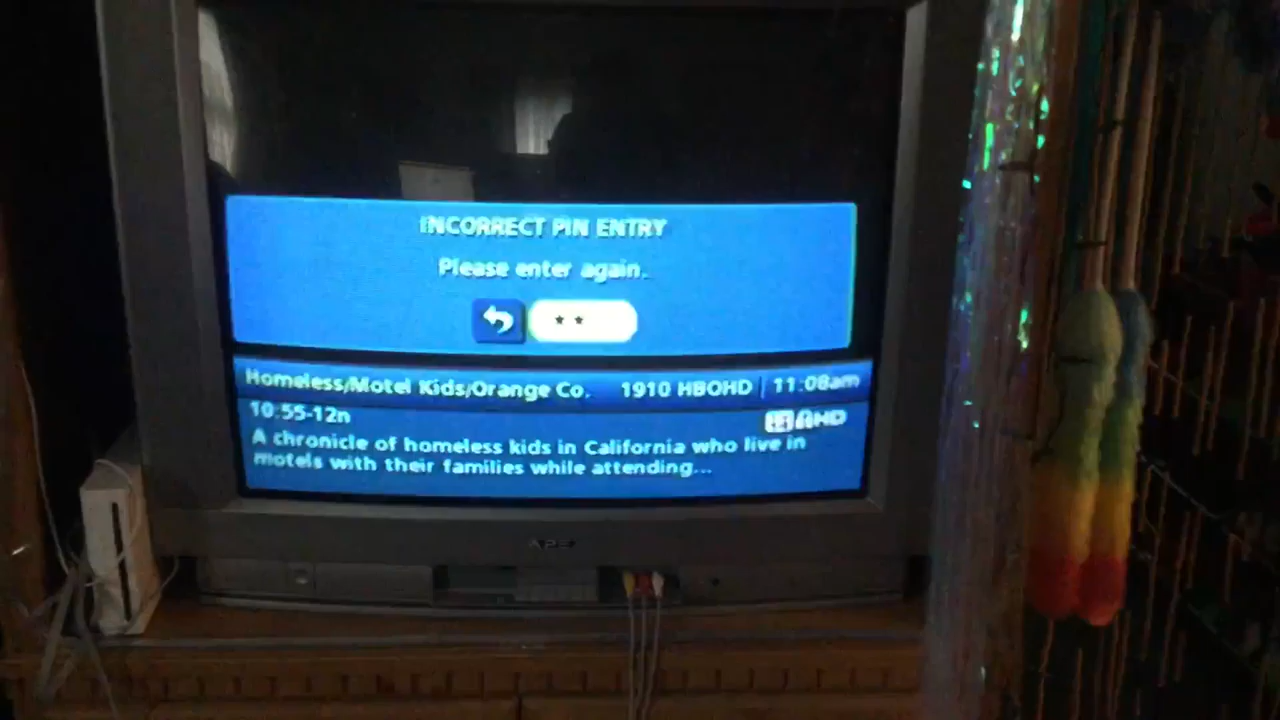 INCORRECT PIN ENTRY
Please enter again.
**
Homeless/Motel Kids/Orange Co. 1910 HBOHD 11:08am
10:55-12n
HD
A chronicle of homeless kids in California who live in
motels with their families while attending...
APEX